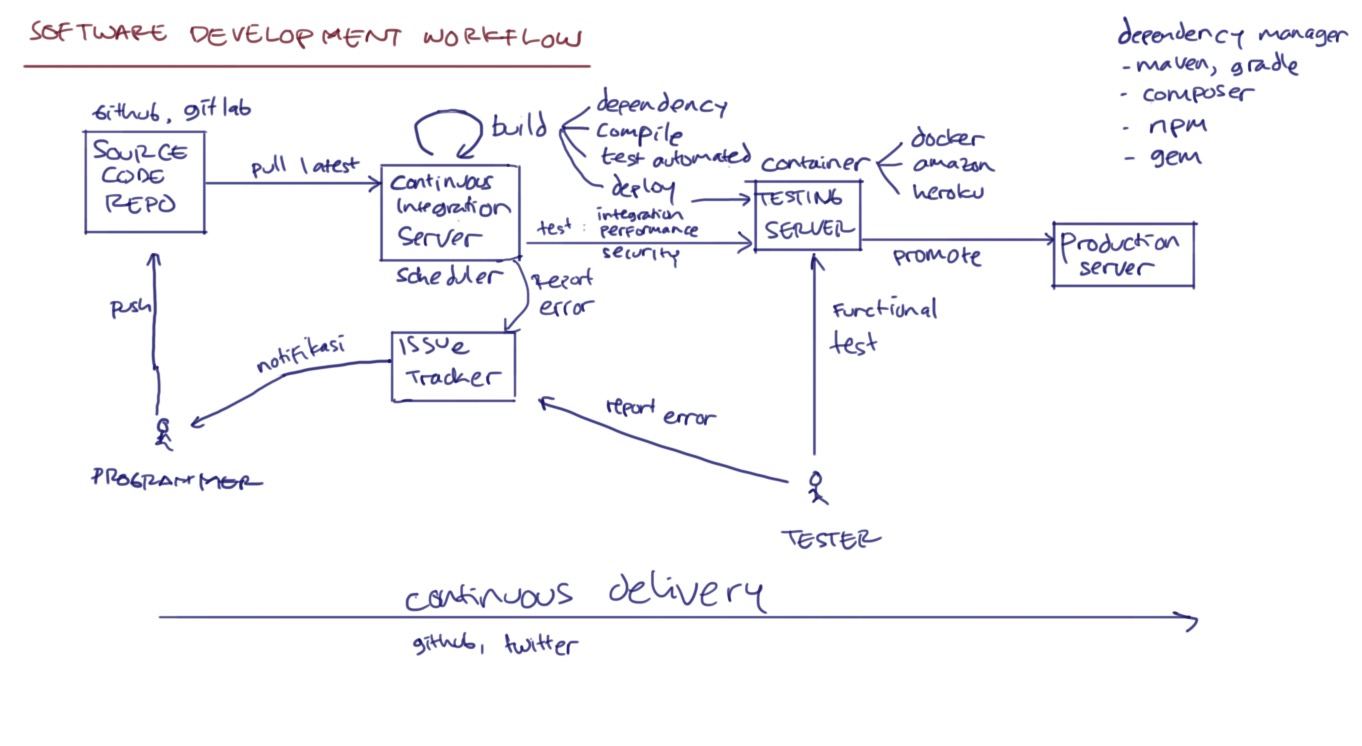 SOFTWARE DEVELOPMENT WORKFLOW
dependency manager
- maven, gradle
- composer
- npm
- gem
Github, gitlab
SOURCE
CODE
REPO
pull latest
build
dependency
compile
test automated
deploy
Continuous
Integration
Server
scheduler
test :
integration
performance
security
container
docker
amazon
heroku
TESTING
SERVER
promote
Production
server
push
report
error
notifikasi
ISSUE
Tracker
Functional
test
report error
PROGRAMMER
TESTER
continuous delivery
github, twitter